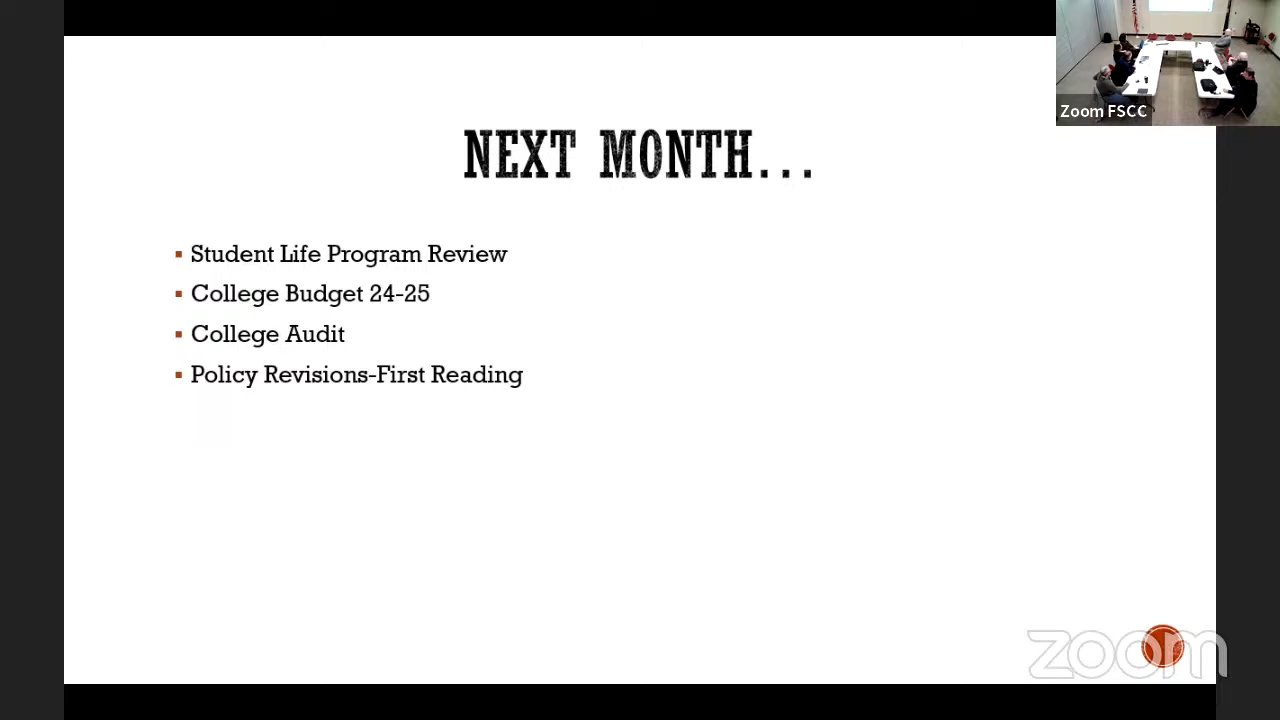 Zoom FSCC
NEXT MONTH...
Student Life Program Review
College Budget 24-25
College Audit
Policy Revisions-First Reading
zoom